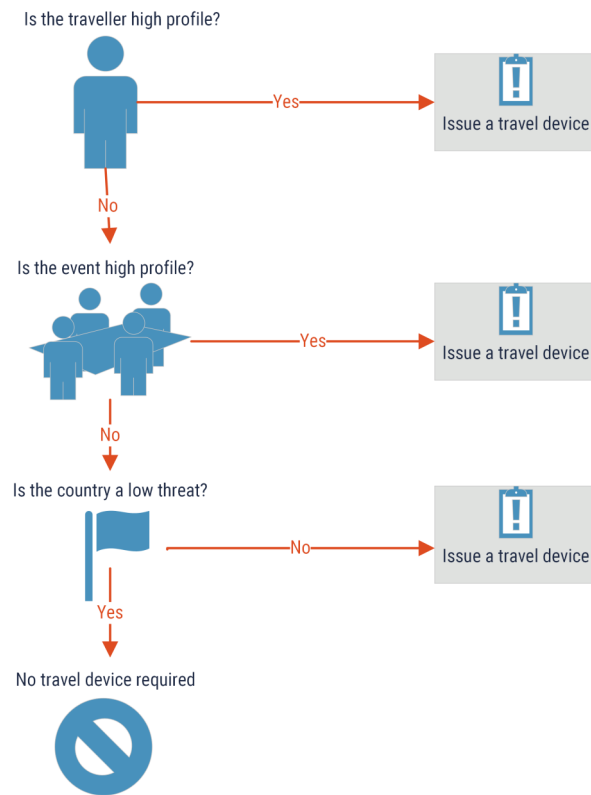 Is the traveller high profile?
Yes
Issue a travel device
No
Is the event high profile?
Yes
Issue a travel device
No
Is the country a low threat?
No
Issue a travel device
Yes
No travel device required